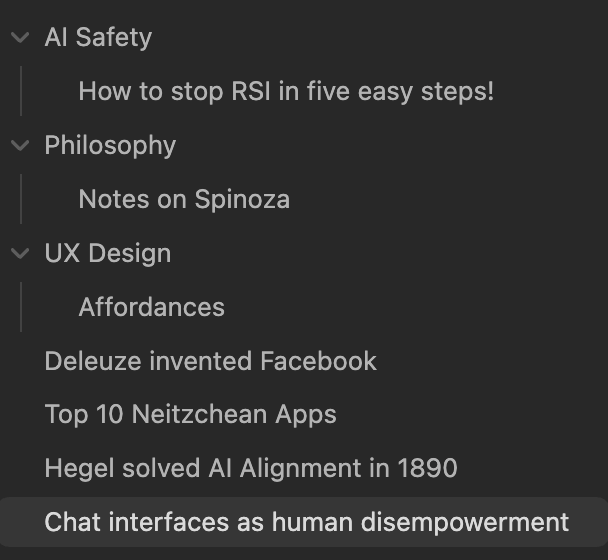 AI Safety
How to stop RSI in five easy steps!
Philosophy
Notes on Spinoza
UX Design
Affordances
Deleuze invented Facebook
Top 10 Neitzchean Apps
Hegel solved AI Alignment in 1890
Chat interfaces as human disempowerment